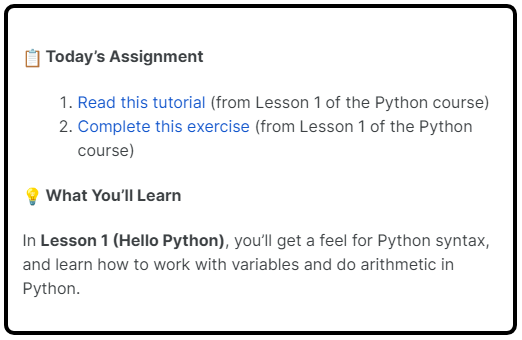 📋 Today’s Assignment
1. Read this tutorial (from Lesson 1 of the Python course)
2. Complete this exercise (from Lesson 1 of the Python
course)
💡 What You’ll Learn
In Lesson 1 (Hello Python), you’ll get a feel for Python syntax,
and learn how to work with variables and do arithmetic in
Python.